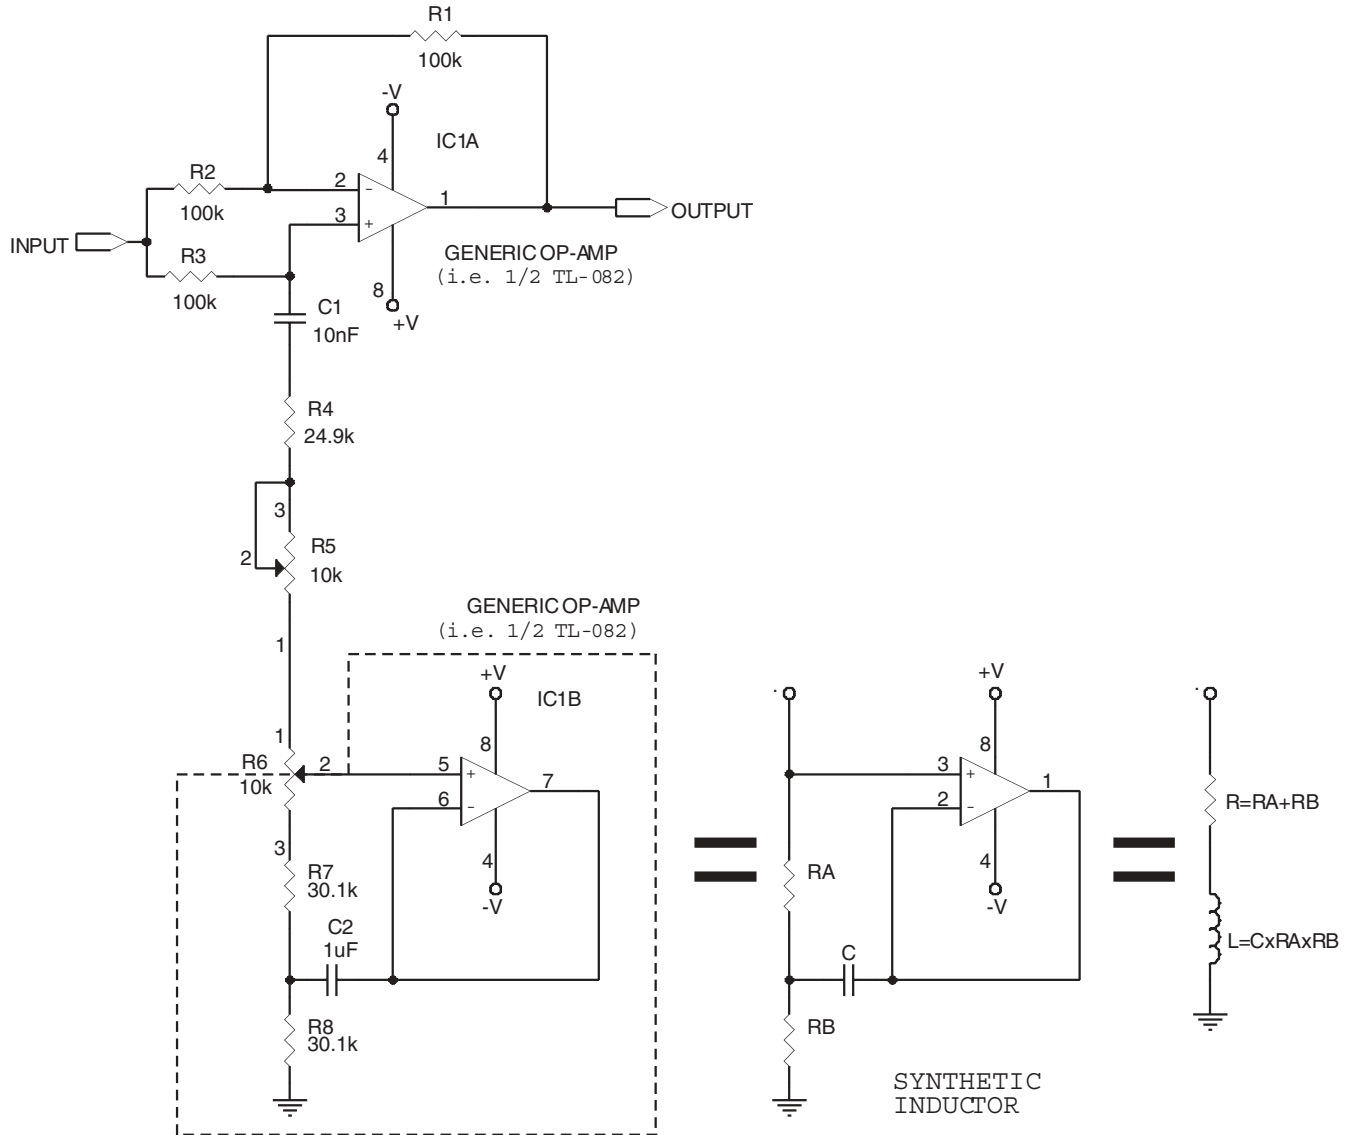 R1
100k
-V
IC1A
4
R2
2
-
1
100k
3
+
OUTPUT
INPUT
R3
GENERIC OP-AMP
(i.e. 1/2 TL-082)
100k
8
C1
+V
10nF
R4
24.9k
3
2
R5
10k
GENERIC OP-AMP
(i.e. 1/2 TL-082)
1
+V
IC1B
+V
1
8
8
R6
2
5
+
7
3
+
1
10k
6
-
2
-
R=RA+RB
3
4
4
R7
RA
30.1k
-V
-V
C2
1uF
C
L=CxRAxRB
R8
RB
30.1k
SYNTHETIC
INDUCTOR